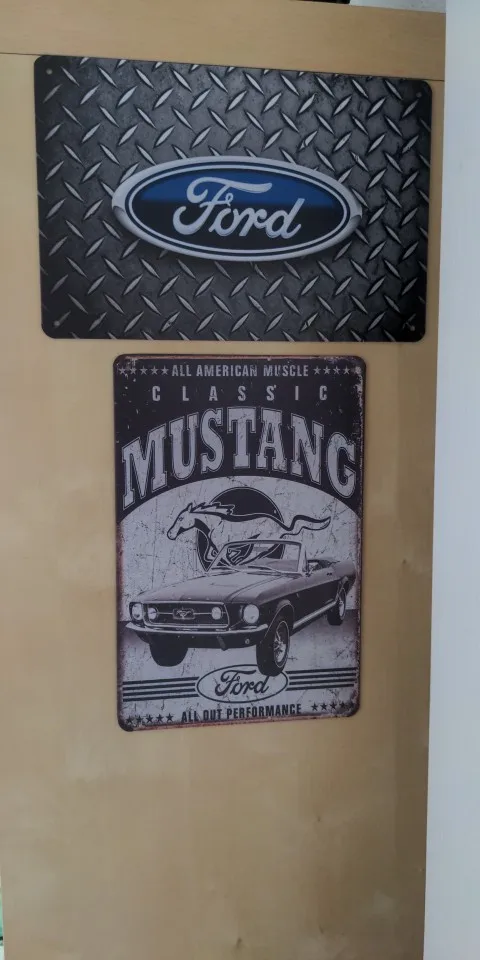 Ford
★★★★★ ALL AMERICAN MUSCLE ★★★★★
CLASSIC
MUSTANG
Ford
★★★★★ ALL OUT PERFORMANCE ★★★★★